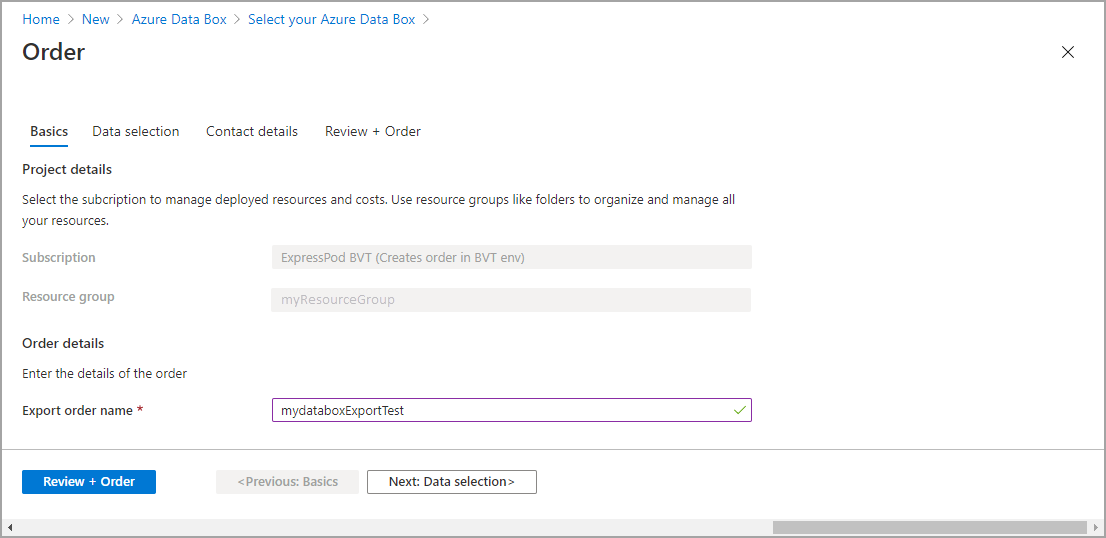 Home > New > Azure Data Box > Select your Azure Data Box >
Order
Basics Data selection Contact details Review + Order
Project details
Select the subcription to manage deployed resources and costs. Use resource groups like folders to organize and manage all
your resources.
Subscription ExpressPod BVT (Creates order in BVT env)
Resource group myResourceGroup
Order details
Enter the details of the order
Export order name * mydataboxExportTest
Review + Order <Previous: Basics Next: Data selection>